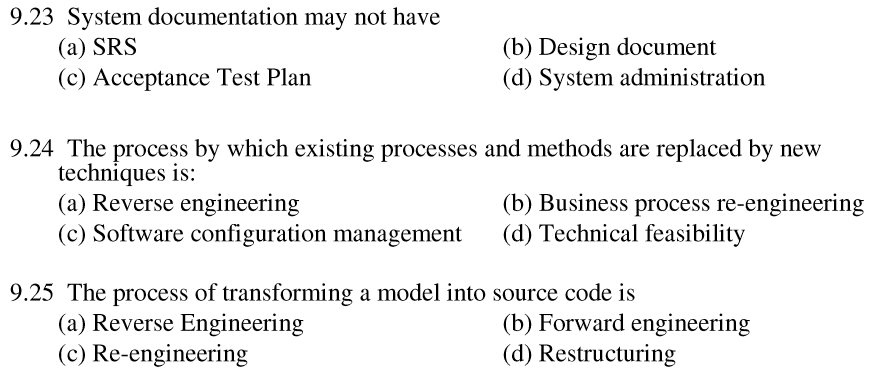 9.23 System documentation may not have
(a) SRS (b) Design document
(c) Acceptance Test Plan (d) System administration
9.24 The process by which existing processes and methods are replaced by new
techniques is:
(a) Reverse engineering (b) Business process re-engineering
(c) Software configuration management (d) Technical feasibility
9.25 The process of transforming a model into source code is
(a) Reverse Engineering (b) Forward engineering
(c) Re-engineering (d) Restructuring